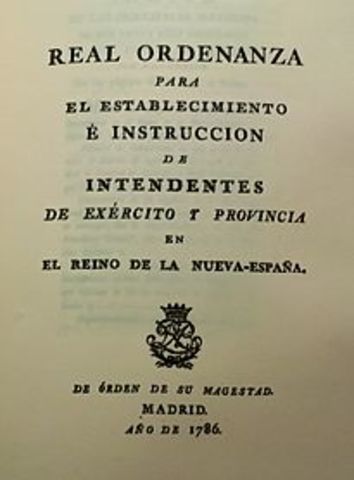 REAL ORDENANZA
PARA
EL ESTABLECIMIENTO
É INSTRUCCION
DE
INTENDENTES
DE EXÉRCITO Y PROVINCIA
EN
EL REINO DE LA NUEVA-ESPAÑA.
DE ÓRDEN DE SU MAGESTAD.
MADRID.
AÑO DE 1786.